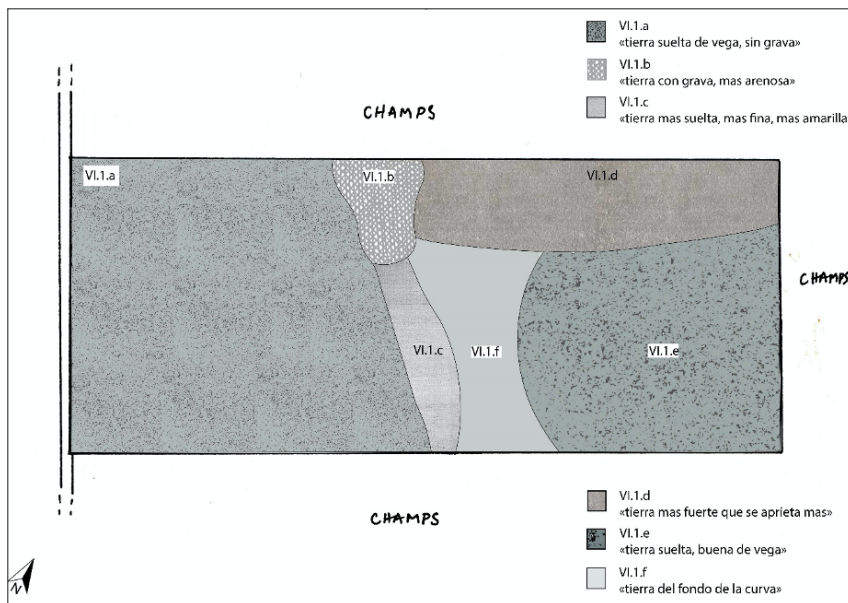 VI.1.a
«tierra suelta de vega, sin grava»
VI.1.b
«tierra con grava, mas arenosa»
VI.1.c
«tierra mas suelta, mas fina, mas amarilla
CHAMPS
VI.1.a
VI.1.b
VI.1.d
CHAMPS
VI.1.c
VI.1.f
VI.1.e
CHAMPS
VI.1.d
«tierra mas fuerte que se aprieta mas»
VI.1.e
«tierra suelta, buena de vega»
VI.1.f
«tierra del fondo de la curva»
N